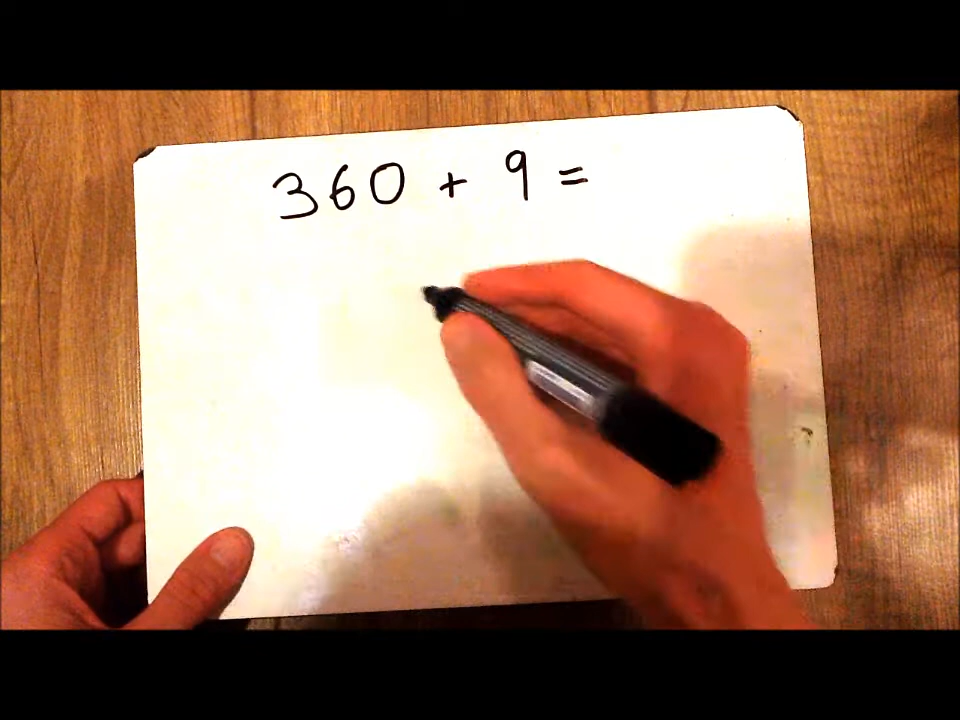 360 + 9 =